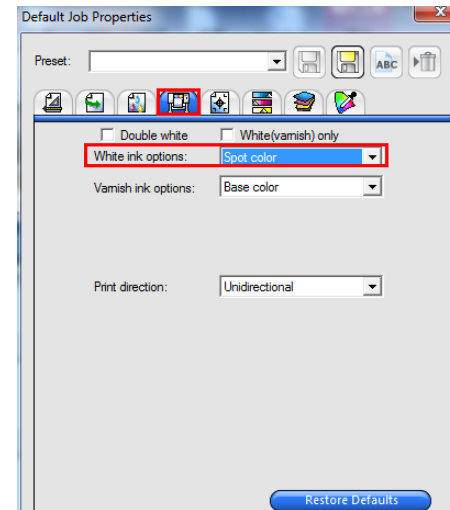 Default Job Properties
X
Preset:
ABC
Double white White(varnish) only
White ink options: Spot color
Varnish ink options: Base color
Print direction: Unidirectional
Restore Defaults